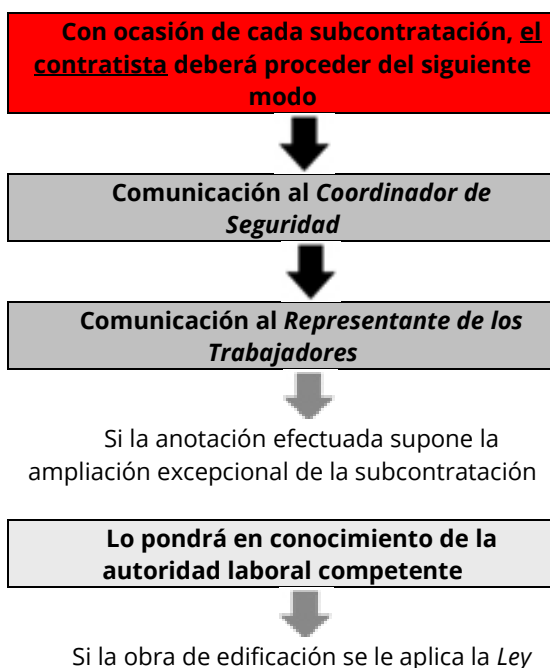 Con ocasión de cada subcontratación, el
contratista deberá proceder del siguiente
modo
Comunicación al Coordinador de
Seguridad
Comunicación al Representante de los
Trabajadores
Si la anotación efectuada supone la
ampliación excepcional de la subcontratación
Lo pondrá en conocimiento de la
autoridad laboral competente
Si la obra de edificación se le aplica la Ley